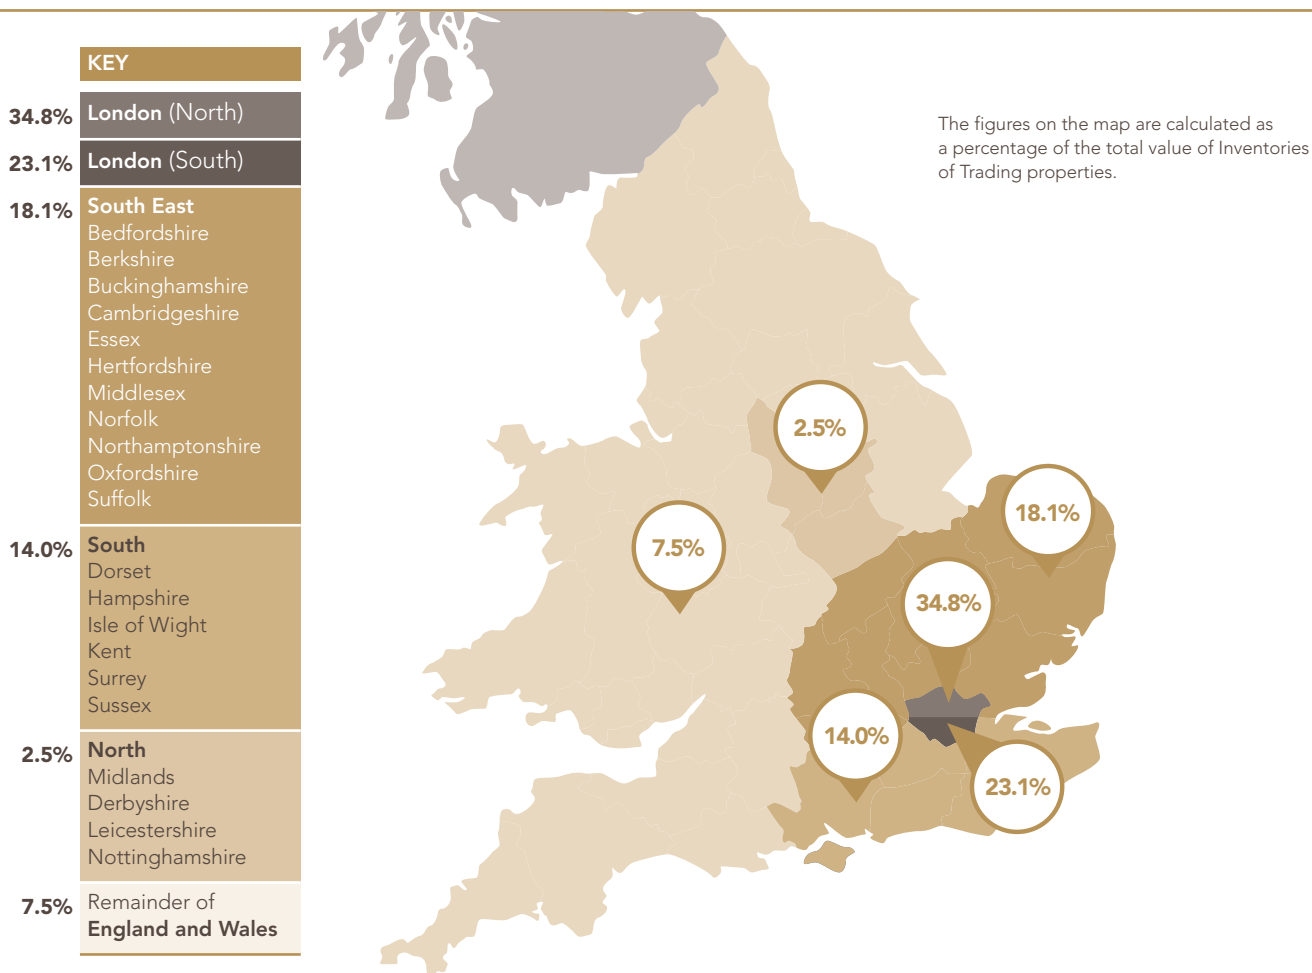 KEY
34.8% London (North)
23.1% London (South)
18.1% South East
Bedfordshire
Berkshire
Buckinghamshire
Cambridgeshire
Essex
Hertfordshire
Middlesex
Norfolk
Northamptonshire
Oxfordshire
Suffolk
14.0% South
Dorset
Hampshire
Isle of Wight
Kent
Surrey
Sussex
2.5% North
Midlands
Derbyshire
Leicestershire
Nottinghamshire
7.5% Remainder of
England and Wales
The figures on the map are calculated as
a percentage of the total value of Inventories
of Trading properties.
2.5%
18.1%
7.5%
34.8%
14.0%
23.1%